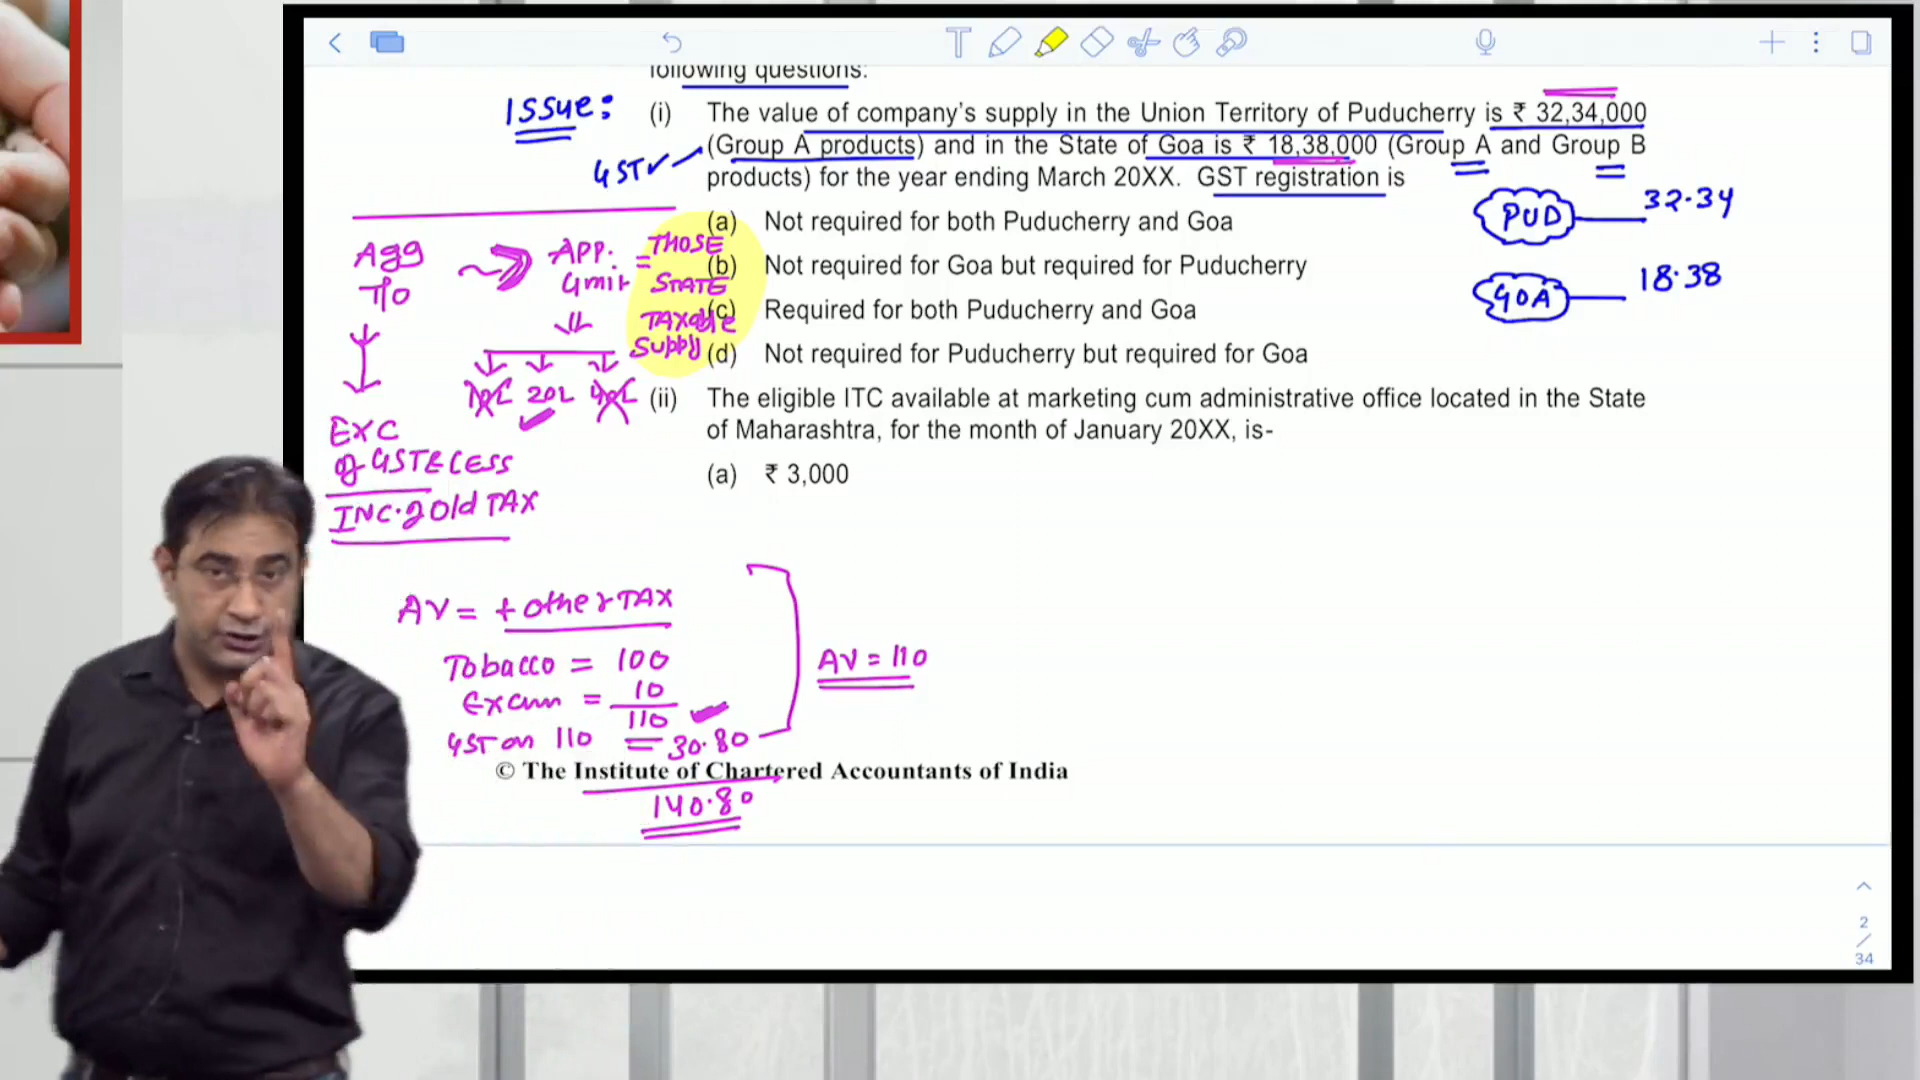 following questions:
ISSUE:
(i) The value of company's supply in the Union Territory of Puducherry is ₹ 32,34,000
(Group A products) and in the State of Goa is ₹ 18,38,000 (Group A and Group B
GST✓
products) for the year ending March 20XX. GST registration is
(a) Not required for both Puducherry and Goa
(b) Not required for Goa but required for Puducherry
(c) Required for both Puducherry and Goa
(d) Not required for Puducherry but required for Goa
PUD 32.34
GOA 18.38
Agg
T/O
App.
Limit
= THOSE
STATE
TAXable
Supply
10L 20L 40L
EXC
of GST & CESS
INC. of Old TAX
(ii) The eligible ITC available at marketing cum administrative office located in the State
of Maharashtra, for the month of January 20XX, is-
(a) ₹ 3,000
AV = + other TAX
Tobacco = 100
= 10
110
GST on 110 = 30.80
AV = 110
© The Institute of Chartered Accountants of India
140.80
2
/
34